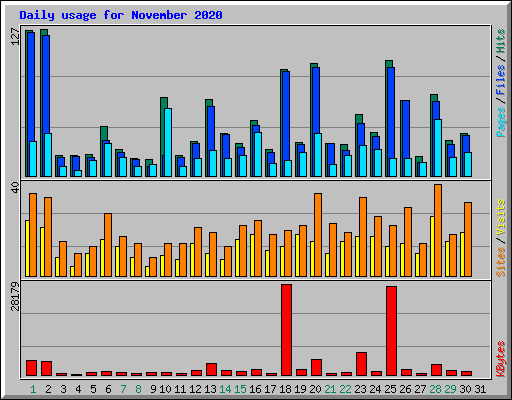 Daily usage for November 2020
127
Pages/Files/Hits
40
Sites/Visits
28179
KBytes
1 2 3 4 5 6 7 8 9 10 11 12 13 14 15 16 17 18 19 20 21 22 23 24 25 26 27 28 29 30 31